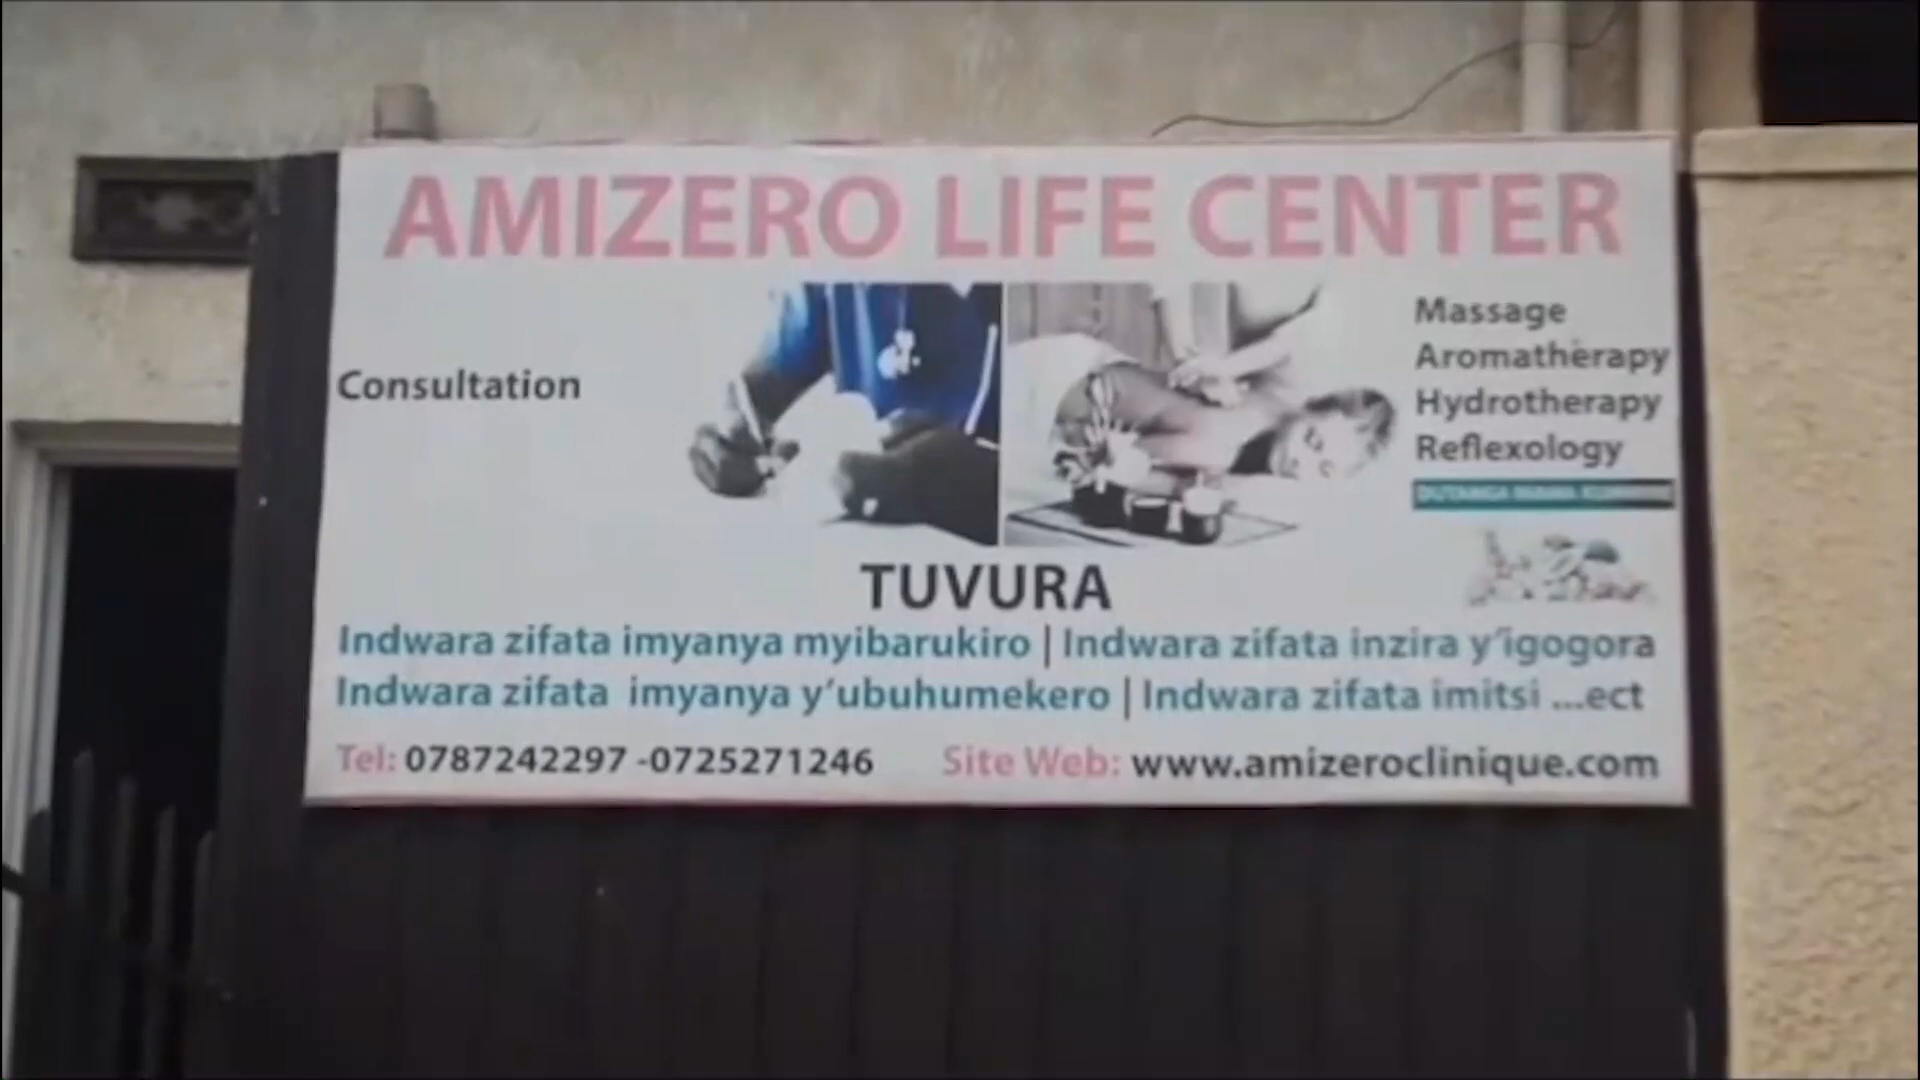 AMIZERO LIFE CENTER
Consultation
Massage
Aromatherapy
Hydrotherapy
Reflexology
TUVURA
Indwara zifata imyanya myibarukiro | Indwara zifata inzira y'igogora
Indwara zifata imyanya y'ubuhumekero | Indwara zifata imitsi ...ect
Tel: 0787242297 -0725271246 Site Web: www.amizeroclinique.com